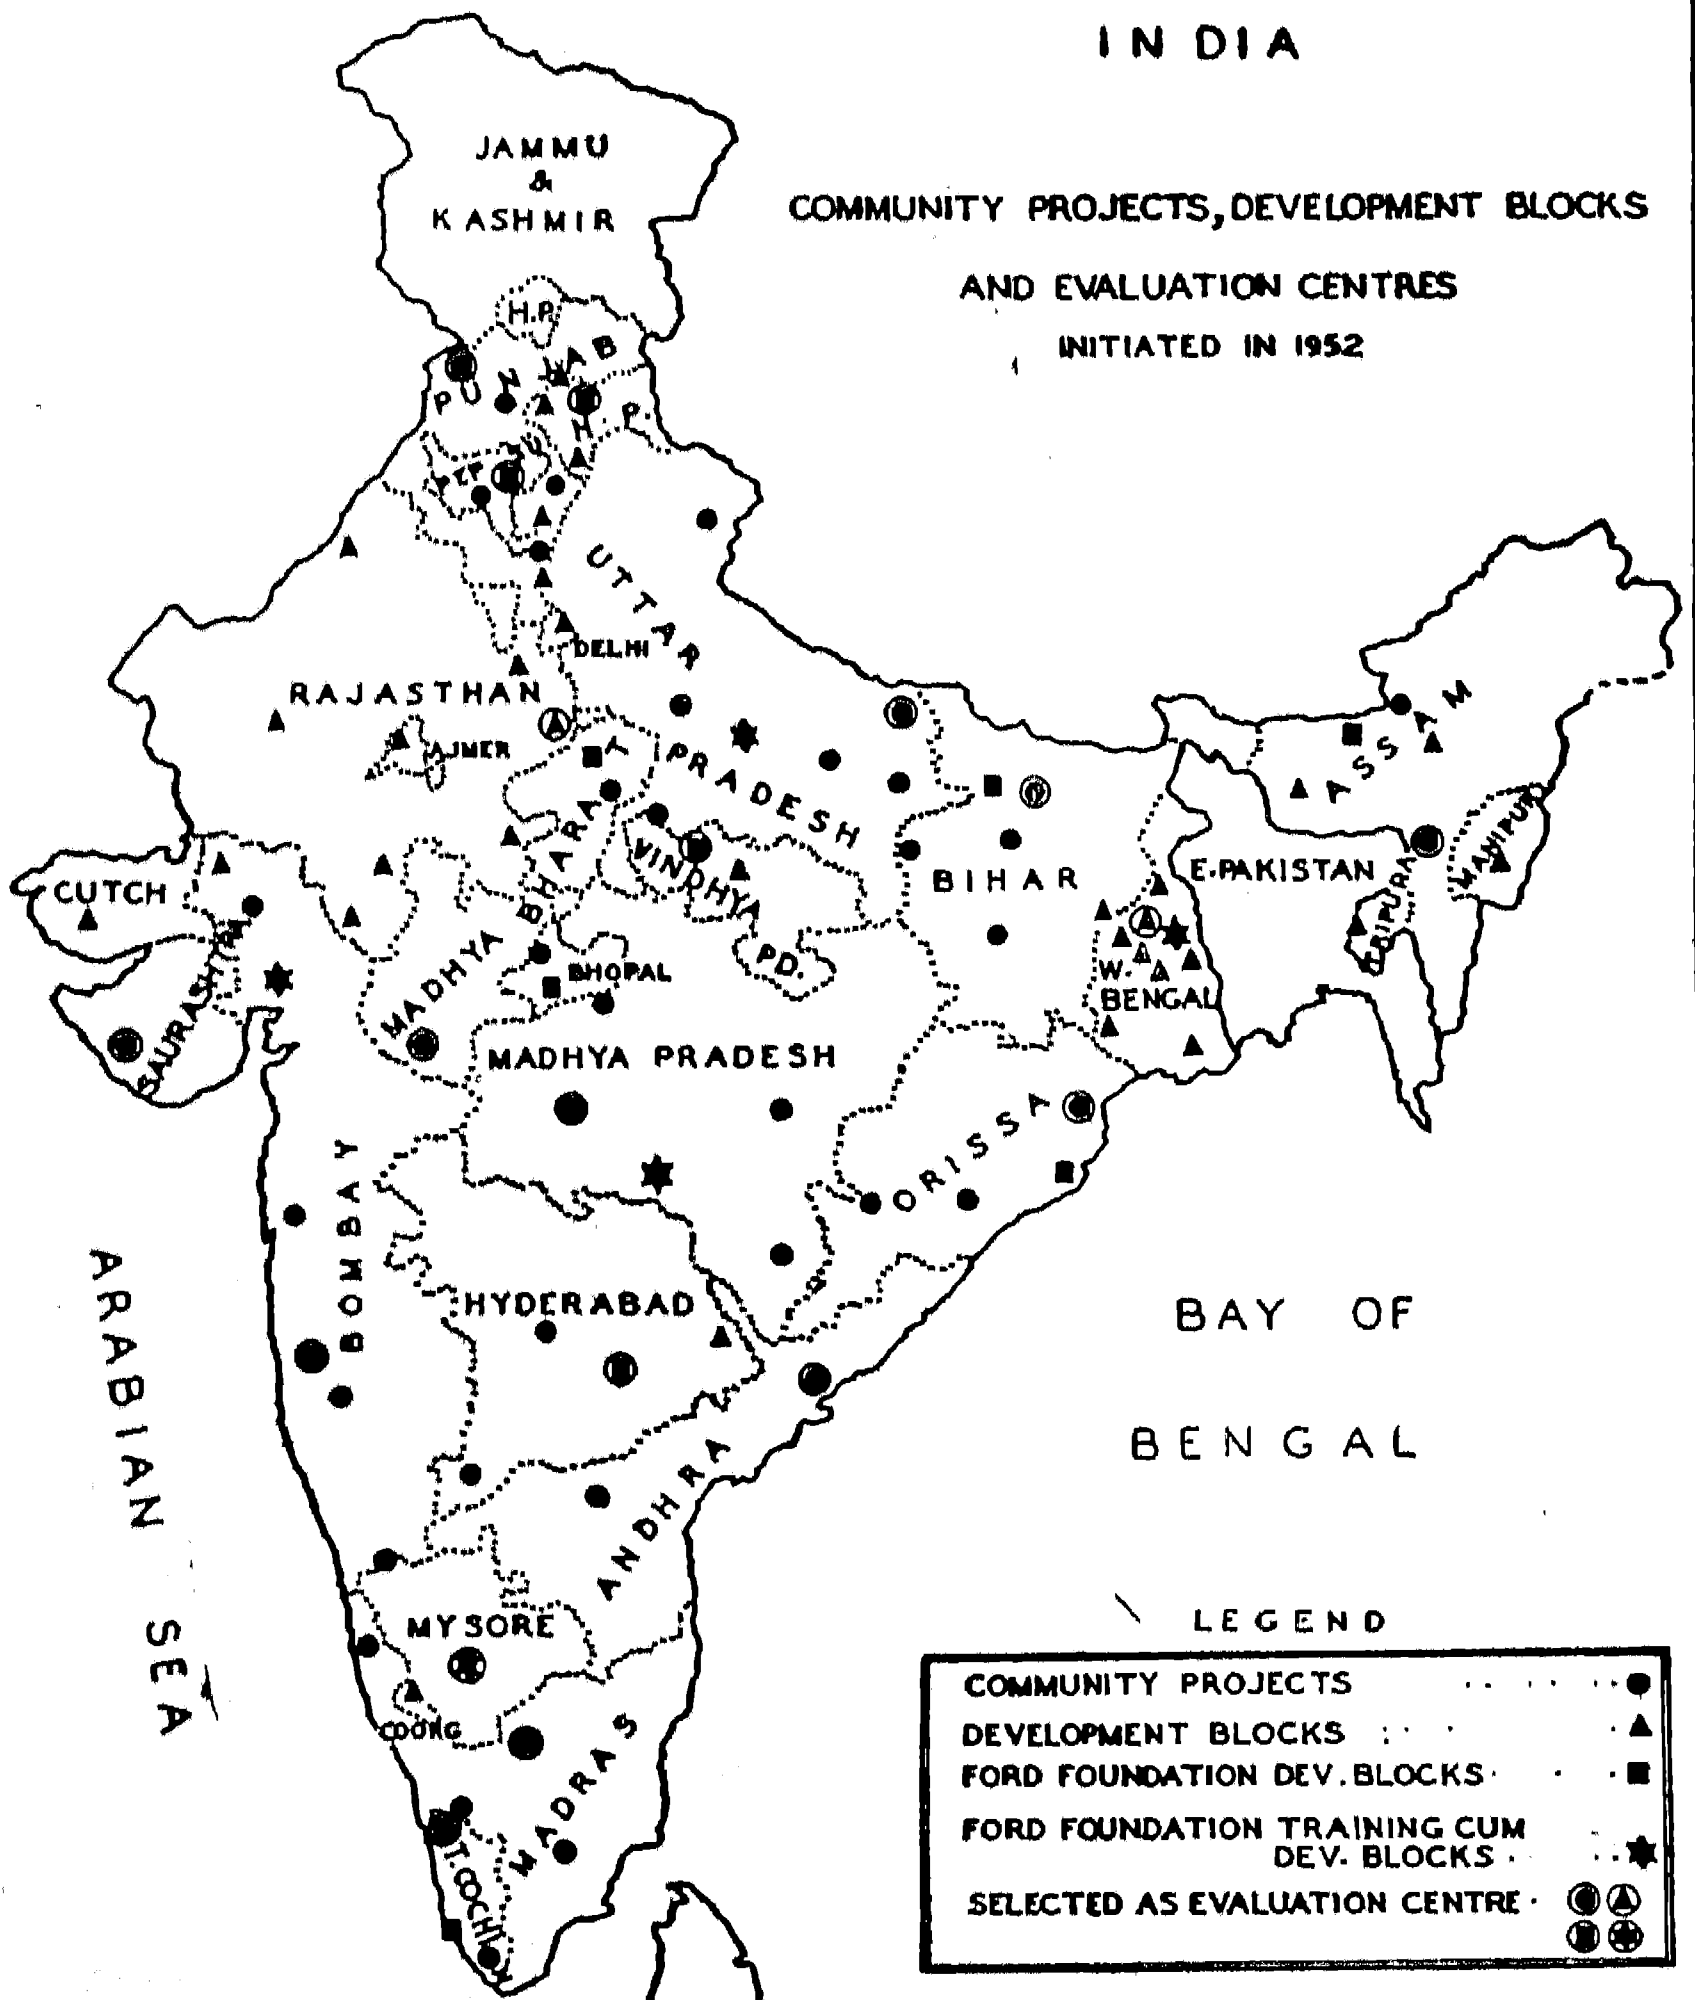 INDIA
COMMUNITY PROJECTS, DEVELOPMENT BLOCKS
AND EVALUATION CENTRES
INITIATED IN 1952
JAMMU
&
KASHMIR
H.P.
PUNJAB
H. P.
PEPSU
UTTAR
PRADESH
DELHI
RAJASTHAN
AJMER
ASSAM
MANIPUR
TRIPURA
E. PAKISTAN
CUTCH
SAURASHTRA
MADHYA BHARAT
VINDHYA
PD.
BHOPAL
BIHAR
W.
BENGAL
MADHYA PRADESH
ORISSA
BOMBAY
HYDERABAD
ANDHRA
MYSORE
COORG
MADRAS
T. COCHIN
ARABIAN SEA
BAY OF
BENGAL
LEGEND
COMMUNITY PROJECTS
DEVELOPMENT BLOCKS
FORD FOUNDATION DEV. BLOCKS
FORD FOUNDATION TRAINING CUM
DEV. BLOCKS
SELECTED AS EVALUATION CENTRE